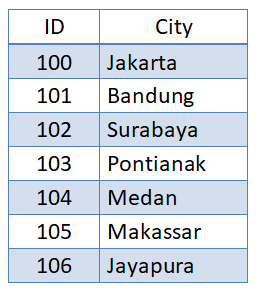 ID City
100 Jakarta
101 Bandung
102 Surabaya
103 Pontianak
104 Medan
105 Makassar
106 Jayapura